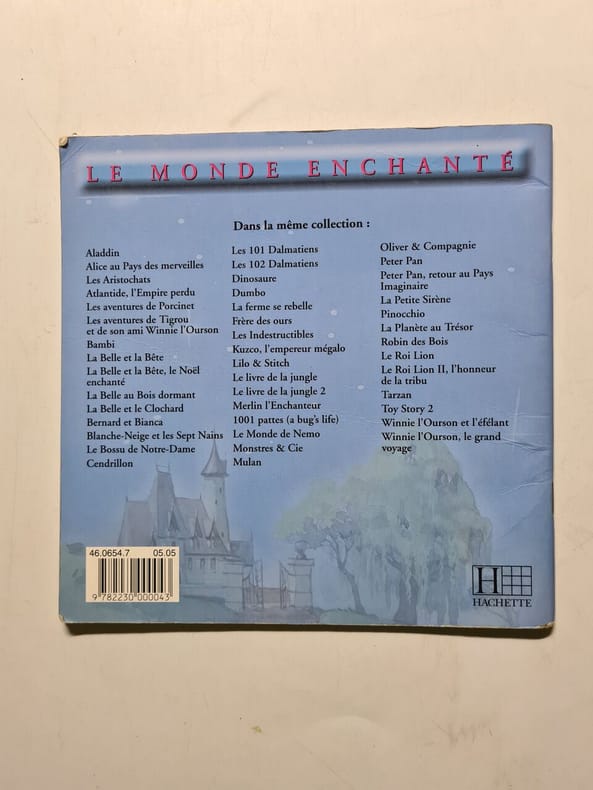 LE MONDE ENCHANTÉ
Dans la même collection :
Aladdin
Alice au Pays des merveilles
Les Aristochats
Atlantide, l'Empire perdu
Les aventures de Porcinet
Les aventures de Tigrou
et de son ami Winnie l'Ourson
Bambi
La Belle et la Bête
La Belle et la Bête, le Noël
enchanté
La Belle au Bois dormant
La Belle et le Clochard
Bernard et Bianca
Blanche-Neige et les Sept Nains
Le Bossu de Notre-Dame
Cendrillon
Les 101 Dalmatiens
Les 102 Dalmatiens
Dinosaure
Dumbo
La ferme se rebelle
Frère des ours
Les Indestructibles
Kuzco, l'empereur mégalo
Lilo & Stitch
Le livre de la jungle
Le livre de la jungle 2
Merlin l'Enchanteur
1001 pattes (a bug's life)
Le Monde de Nemo
Monstres & Cie
Mulan
Oliver & Compagnie
Peter Pan
Peter Pan, retour au Pays
Imaginaire
La Petite Sirène
Pinocchio
La Planète au Trésor
Robin des Bois
Le Roi Lion
Le Roi Lion II, l'honneur
de la tribu
Tarzan
Toy Story 2
Winnie l'Ourson et l'éfélant
Winnie l'Ourson, le grand
voyage
46.0654.7 05.05
9 782230 000043
H
HACHETTE